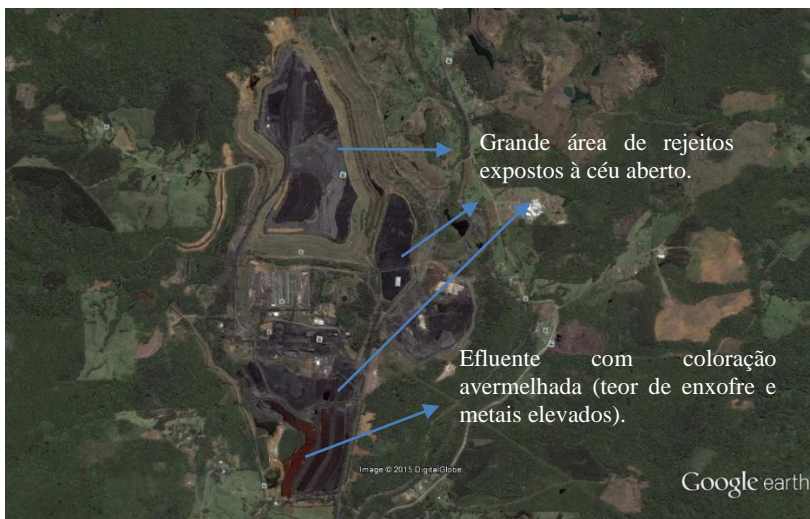 Grande área de rejeitos
expostos à céu aberto.
Efluente com coloração
avermelhada (teor de enxofre e
metais elevados).
Image © 2015 DigitalGlobe
Google earth